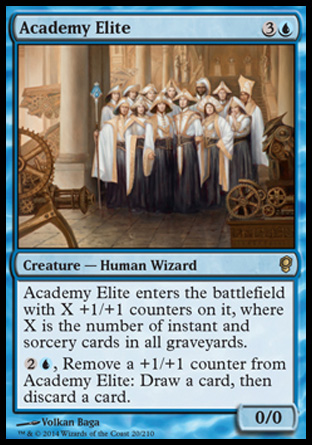 Academy Elite 3
Creature — Human Wizard
Academy Elite enters the battlefield
with X +1/+1 counters on it, where
X is the number of instant and
sorcery cards in all graveyards.
2 , Remove a +1/+1 counter from
Academy Elite: Draw a card, then
discard a card.
Volkan Baga
™ & © 2014 Wizards of the Coast 20/210
0/0